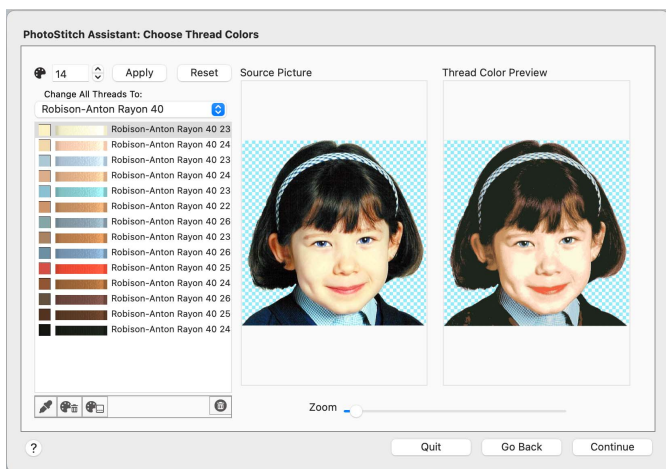 PhotoStitch Assistant: Choose Thread Colors
14 Apply Reset
Change All Threads To:
Robison-Anton Rayon 40
Robison-Anton Rayon 40 23
Robison-Anton Rayon 40 24
Robison-Anton Rayon 40 23
Robison-Anton Rayon 40 24
Robison-Anton Rayon 40 23
Robison-Anton Rayon 40 22
Robison-Anton Rayon 40 26
Robison-Anton Rayon 40 23
Robison-Anton Rayon 40 26
Robison-Anton Rayon 40 25
Robison-Anton Rayon 40 24
Robison-Anton Rayon 40 26
Robison-Anton Rayon 40 25
Robison-Anton Rayon 40 24
Source Picture
Thread Color Preview
Zoom
?
Quit Go Back Continue